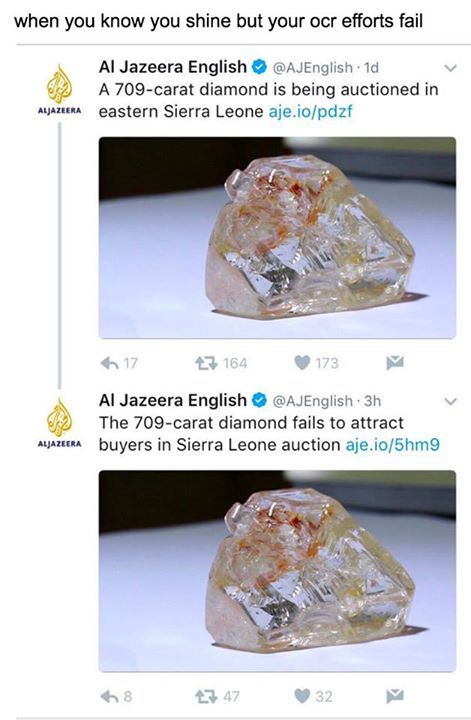 when you know you shine but your ocr efforts fail
Al Jazeera English @AJEnglish · 1d
A 709-carat diamond is being auctioned in
eastern Sierra Leone aje.io/pdzf
ALJAZEERA
17 164 173
Al Jazeera English @AJEnglish · 3h
The 709-carat diamond fails to attract
buyers in Sierra Leone auction aje.io/5hm9
ALJAZEERA
8 47 32